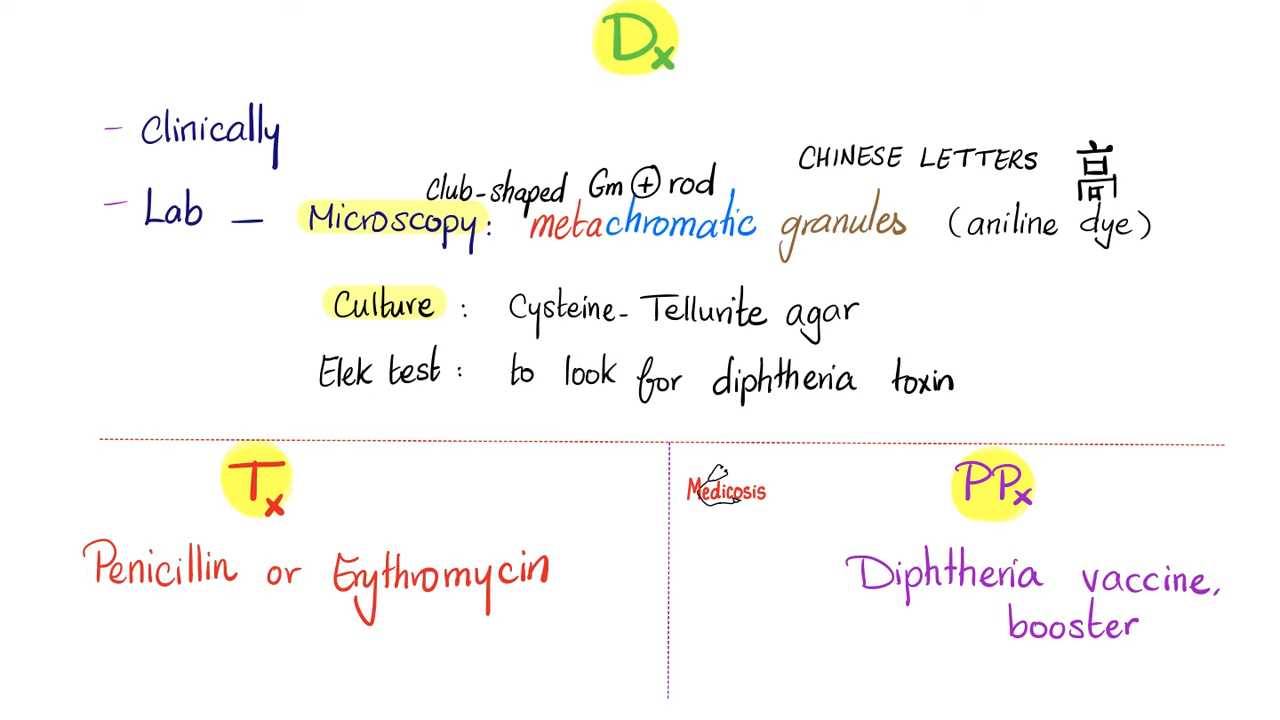 Dx
- Clinically
CHINESE LETTERS 高
Club-shaped Gm ⊕ rod
- Lab - Microscopy: metachromatic granules (aniline dye)
Culture : Cysteine-Tellurite agar
Elek test : to look for diphtheria toxin
Tx
Penicillin or Erythromycin
Medicosis
PPx
Diphtheria vaccine,
booster